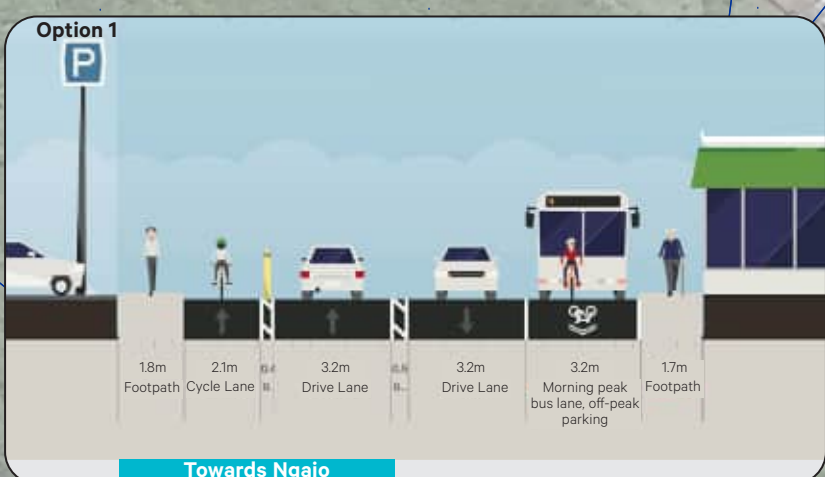 Option 1
P
1.8m
Footpath
2.1m
Cycle Lane
3.2m
Drive Lane
3.2m
Drive Lane
3.2m
Morning peak
bus lane, off-peak
parking
1.7m
Footpath
Towards Ngaio